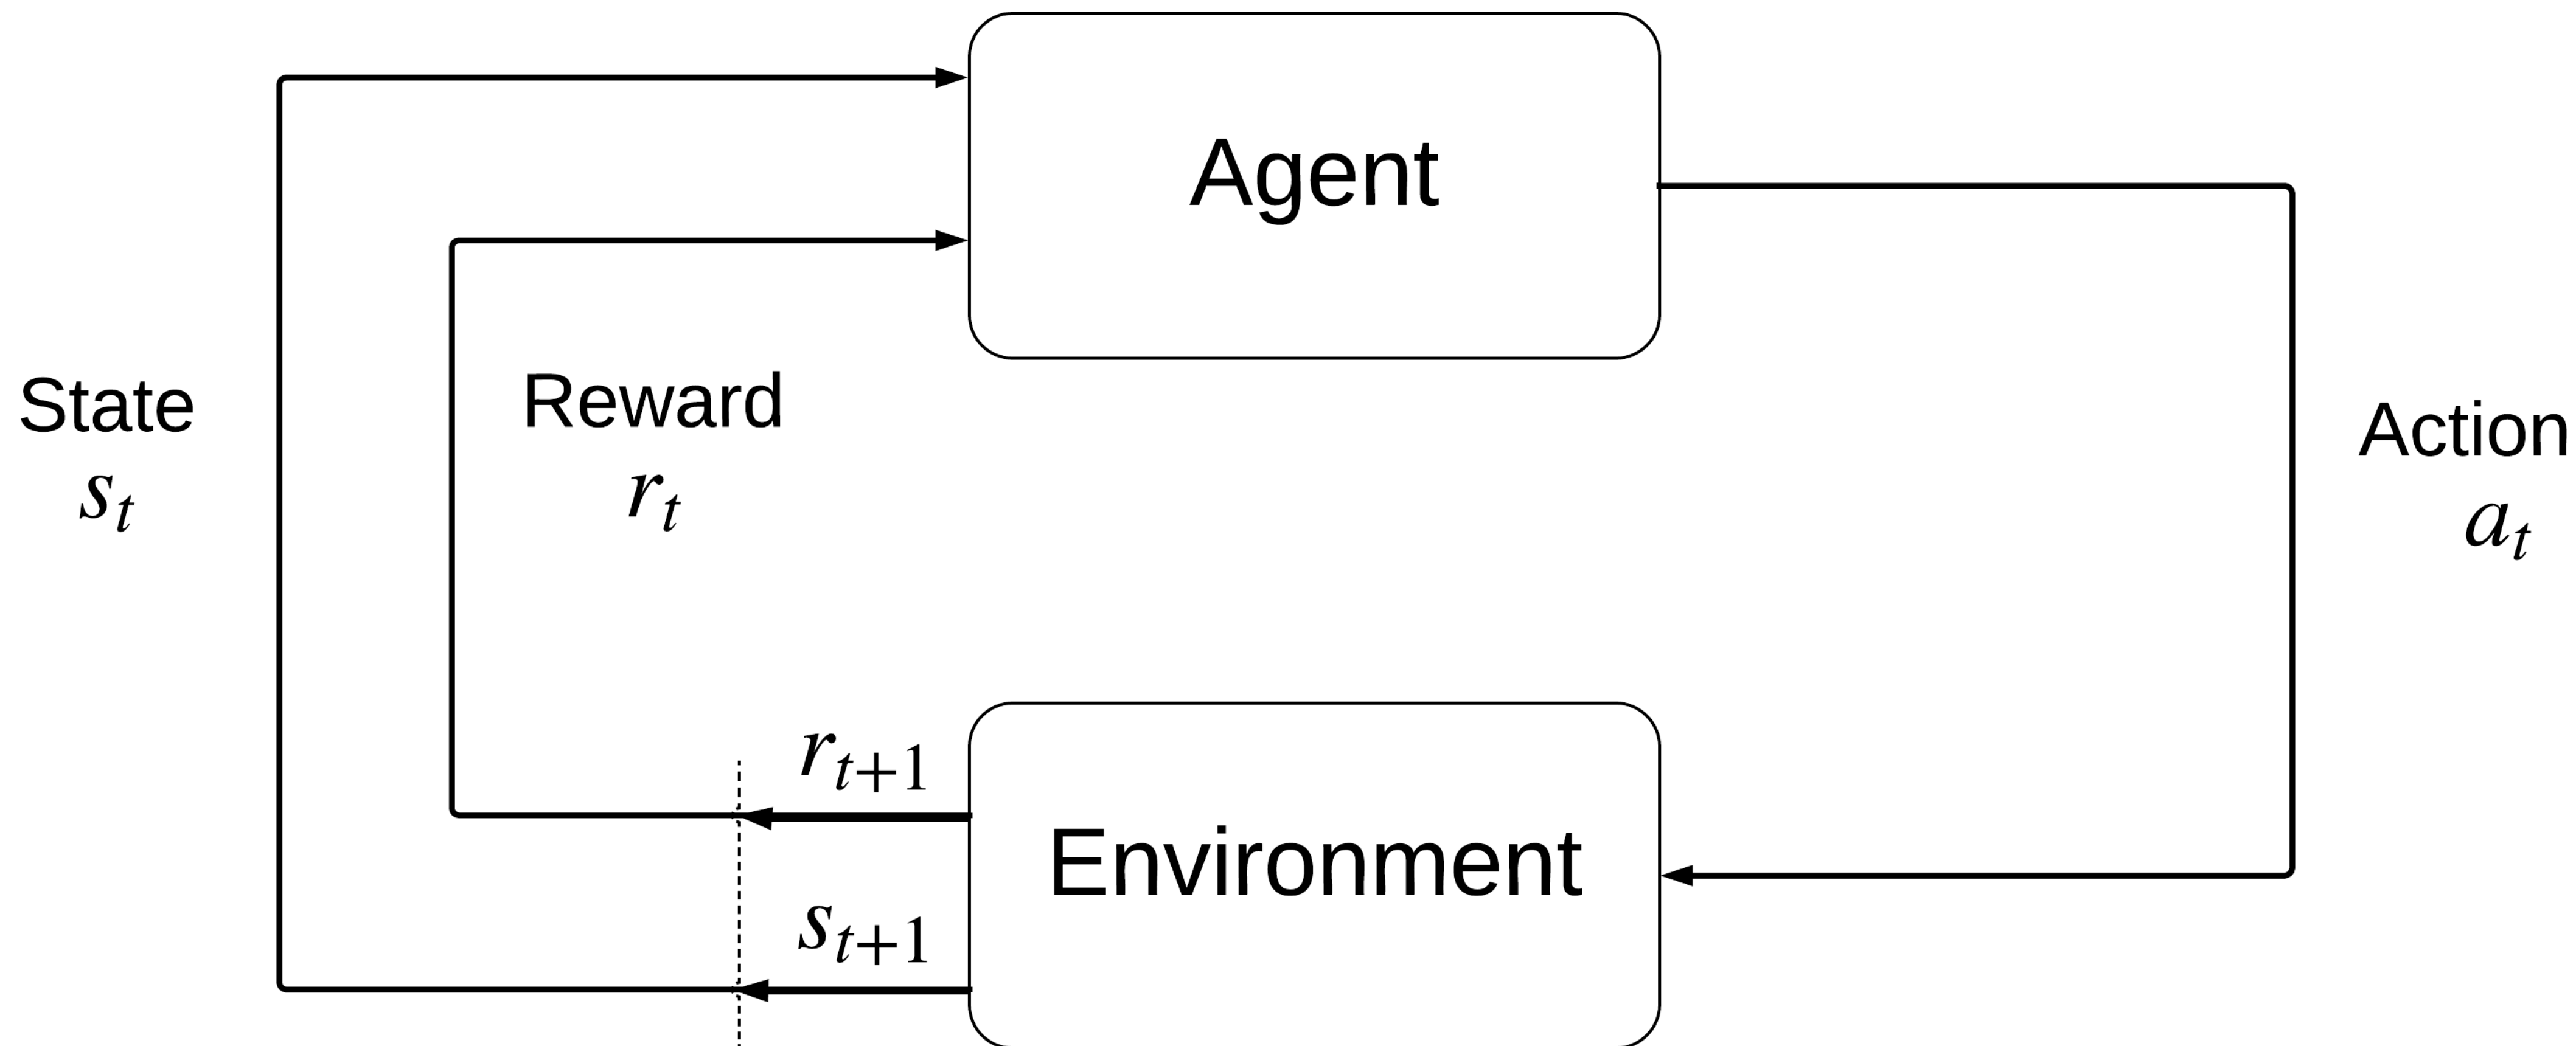 Agent
State
s_t
Reward
r_t
Action
a_t
r_{t+1}
Environment
s_{t+1}